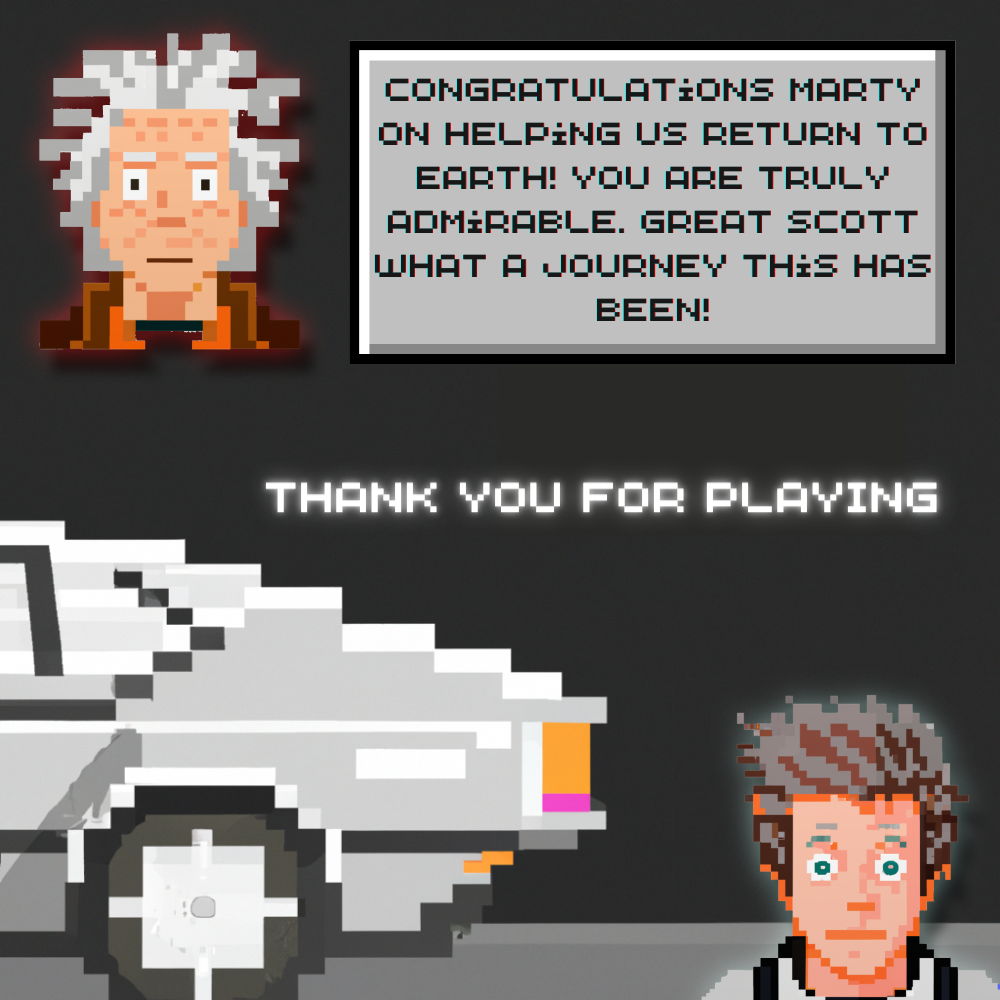 CONGRATULATiONS MARTY
ON HELPiNG US RETURN TO
EARTH! YOU ARE TRULY
ADMiRABLE. GREAT SCOTT
WHAT A JOURNEY THiS HAS
BEEN!
THANK YOU FOR PLAYING